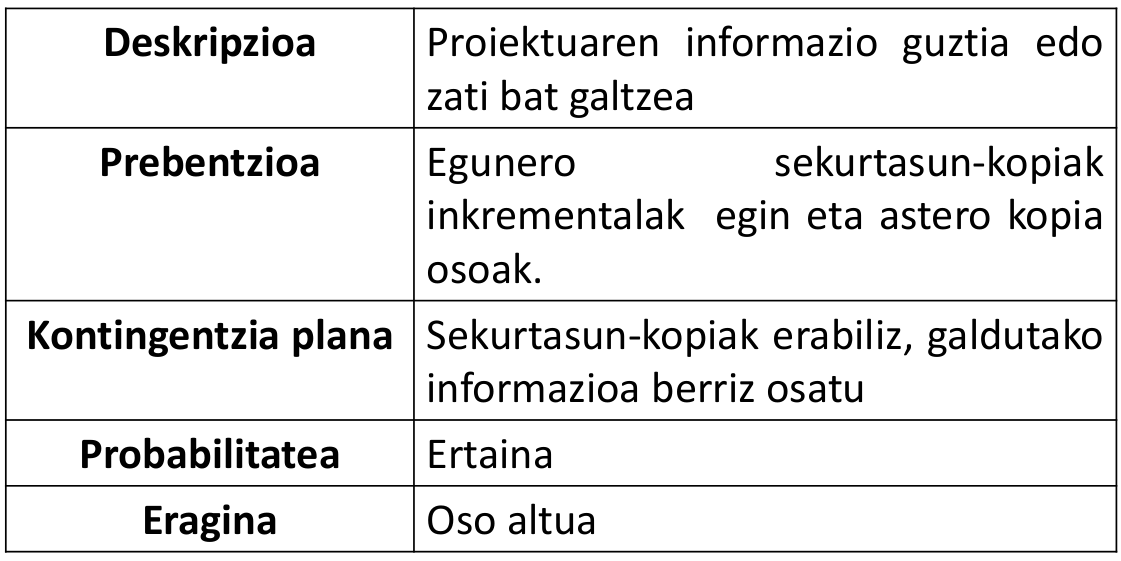 Deskripzioa
Proiektuaren informazio guztia edo
zati bat galtzea
Prebentzioa
Egunero sekurtasun-kopiak
inkrementalak egin eta astero kopia
osoak.
Kontingentzia plana
Sekurtasun-kopiak erabiliz, galdutako
informazioa berriz osatu
Probabilitatea
Ertaina
Eragina
Oso altua